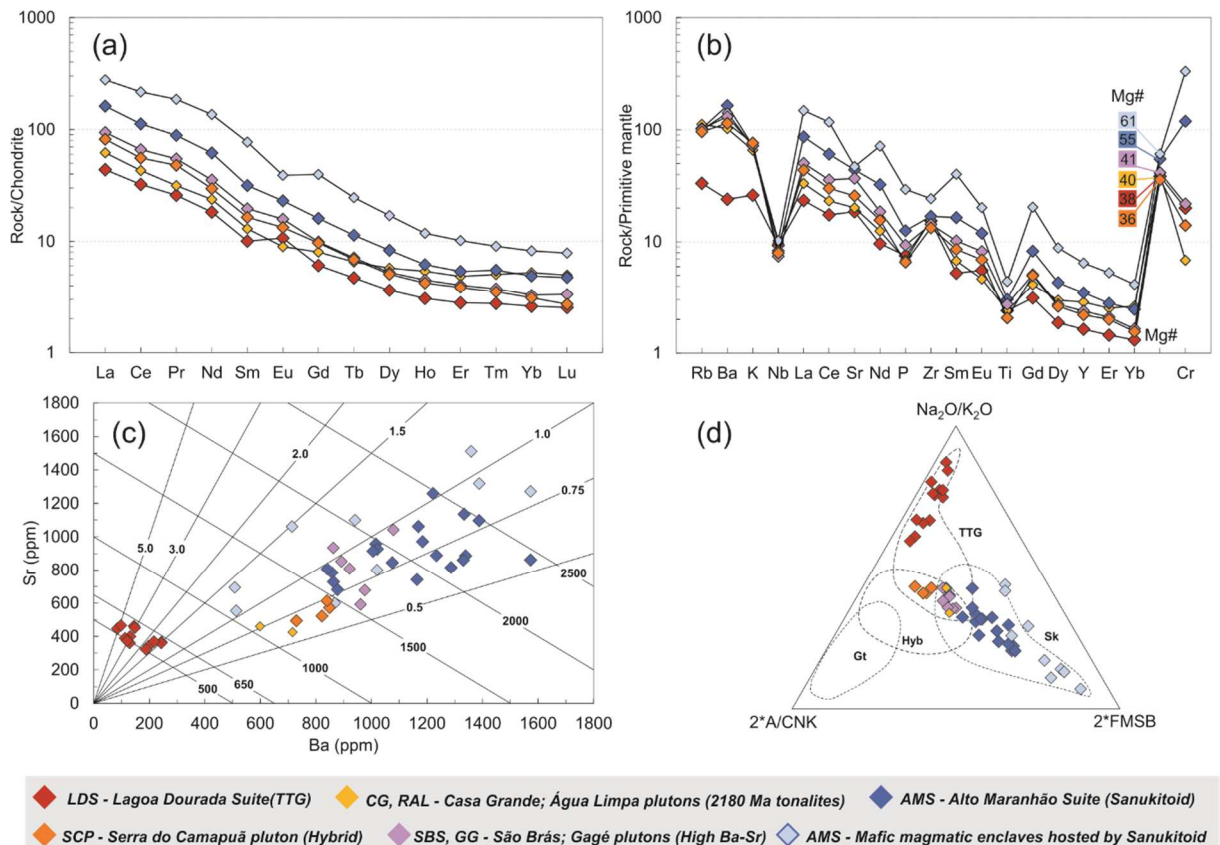 (a)
1000
100
10
1
Rock/Chondrite
La Ce Pr Nd Sm Eu Gd Tb Dy Ho Er Tm Yb Lu
(b)
1000
100
10
1
Rock/Primitive mantle
Mg#
61
55
41
40
38
36
Mg#
Rb Ba K Nb La Ce Sr Nd P Zr Sm Eu Ti Gd Dy Y Er Yb Cr
(c)
1800
1600
1400
1200
1000
800
600
400
200
0
Sr (ppm)
5.0 3.0 2.0 1.5 1.0
0.75
0.5
500 650 1000 1500 2000 2500
0 200 400 600 800 1000 1200 1400 1600 1800
Ba (ppm)
(d)
Na2O/K2O
TTG
Hyb
Sk
Gt
2*A/CNK 2*FMSB
LDS - Lagoa Dourada Suite(TTG)
CG, RAL - Casa Grande; Água Limpa plutons (2180 Ma tonalites)
AMS - Alto Maranhão Suite (Sanukitoid)
SCP - Serra do Camapuã pluton (Hybrid)
SBS, GG - São Brás; Gagé plutons (High Ba-Sr)
AMS - Mafic magmatic enclaves hosted by Sanukitoid